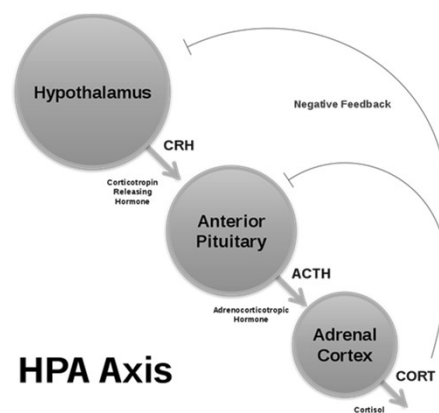 Hypothalamus
Negative Feedback
CRH
Corticotropin
Releasing
Hormone
Anterior
Pituitary
ACTH
Adrenocorticotropic
Hormone
Adrenal
Cortex
HPA Axis
CORT
Cortisol